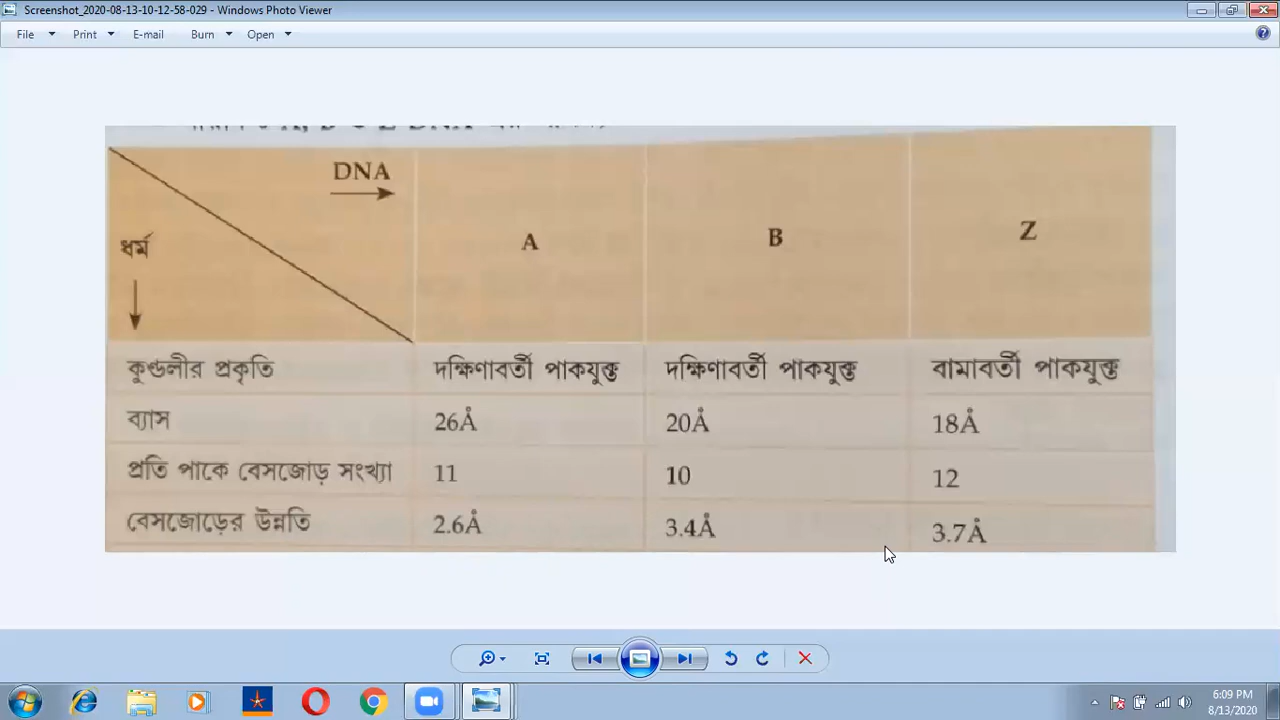 Screenshot_2020-08-13-10-12-58-029 - Windows Photo Viewer
File Print E-mail Burn Open
DNA
ধর্ম A B Z
কুণ্ডলীর প্রকৃতি দক্ষিণাবর্তী পাকযুক্ত দক্ষিণাবর্তী পাকযুক্ত বামাবর্তী পাকযুক্ত
ব্যাস 26Å 20Å 18Å
প্রতি পাকে বেসজোড় সংখ্যা 11 10 12
বেসজোড়ের উন্নতি 2.6Å 3.4Å 3.7Å
6:09 PM
8/13/2020